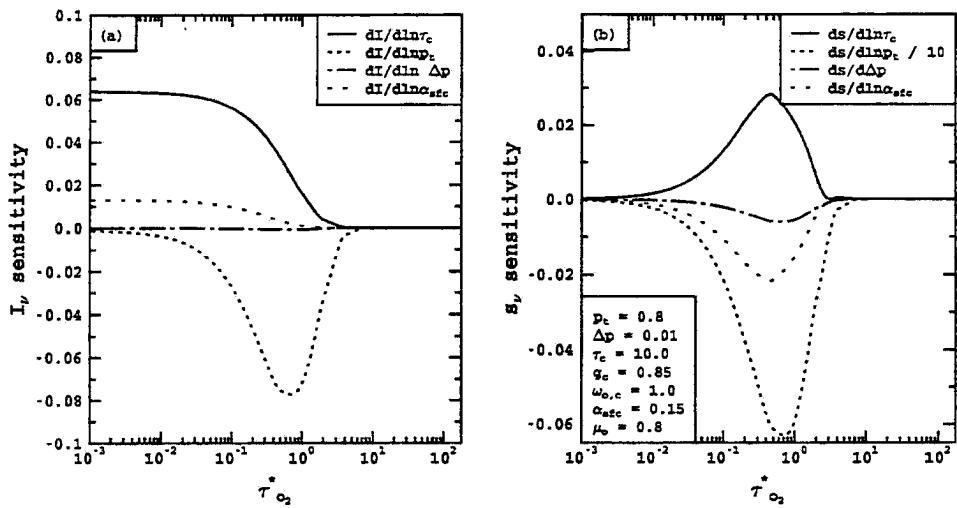 (a)
dI/dlnτc
dI/dlnpt
dI/dln Δp
dI/dlnαsfc
0.1
0.08
0.06
0.04
0.02
0.0
-0.02
-0.04
-0.06
-0.08
-0.1
Iν sensitivity
10⁻³ 10⁻² 10⁻¹ 10⁰ 10¹ 10²
τ*O₂
(b)
ds/dlnτc
ds/dlnpt / 10
ds/dΔp
ds/dlnαsfc
0.04
0.02
0.0
-0.02
-0.04
-0.06
sν sensitivity
pt = 0.8
Δp = 0.01
τc = 10.0
gc = 0.85
ωo,c = 1.0
αsfc = 0.15
μo = 0.8
10⁻³ 10⁻² 10⁻¹ 10⁰ 10¹ 10²
τ*O₂